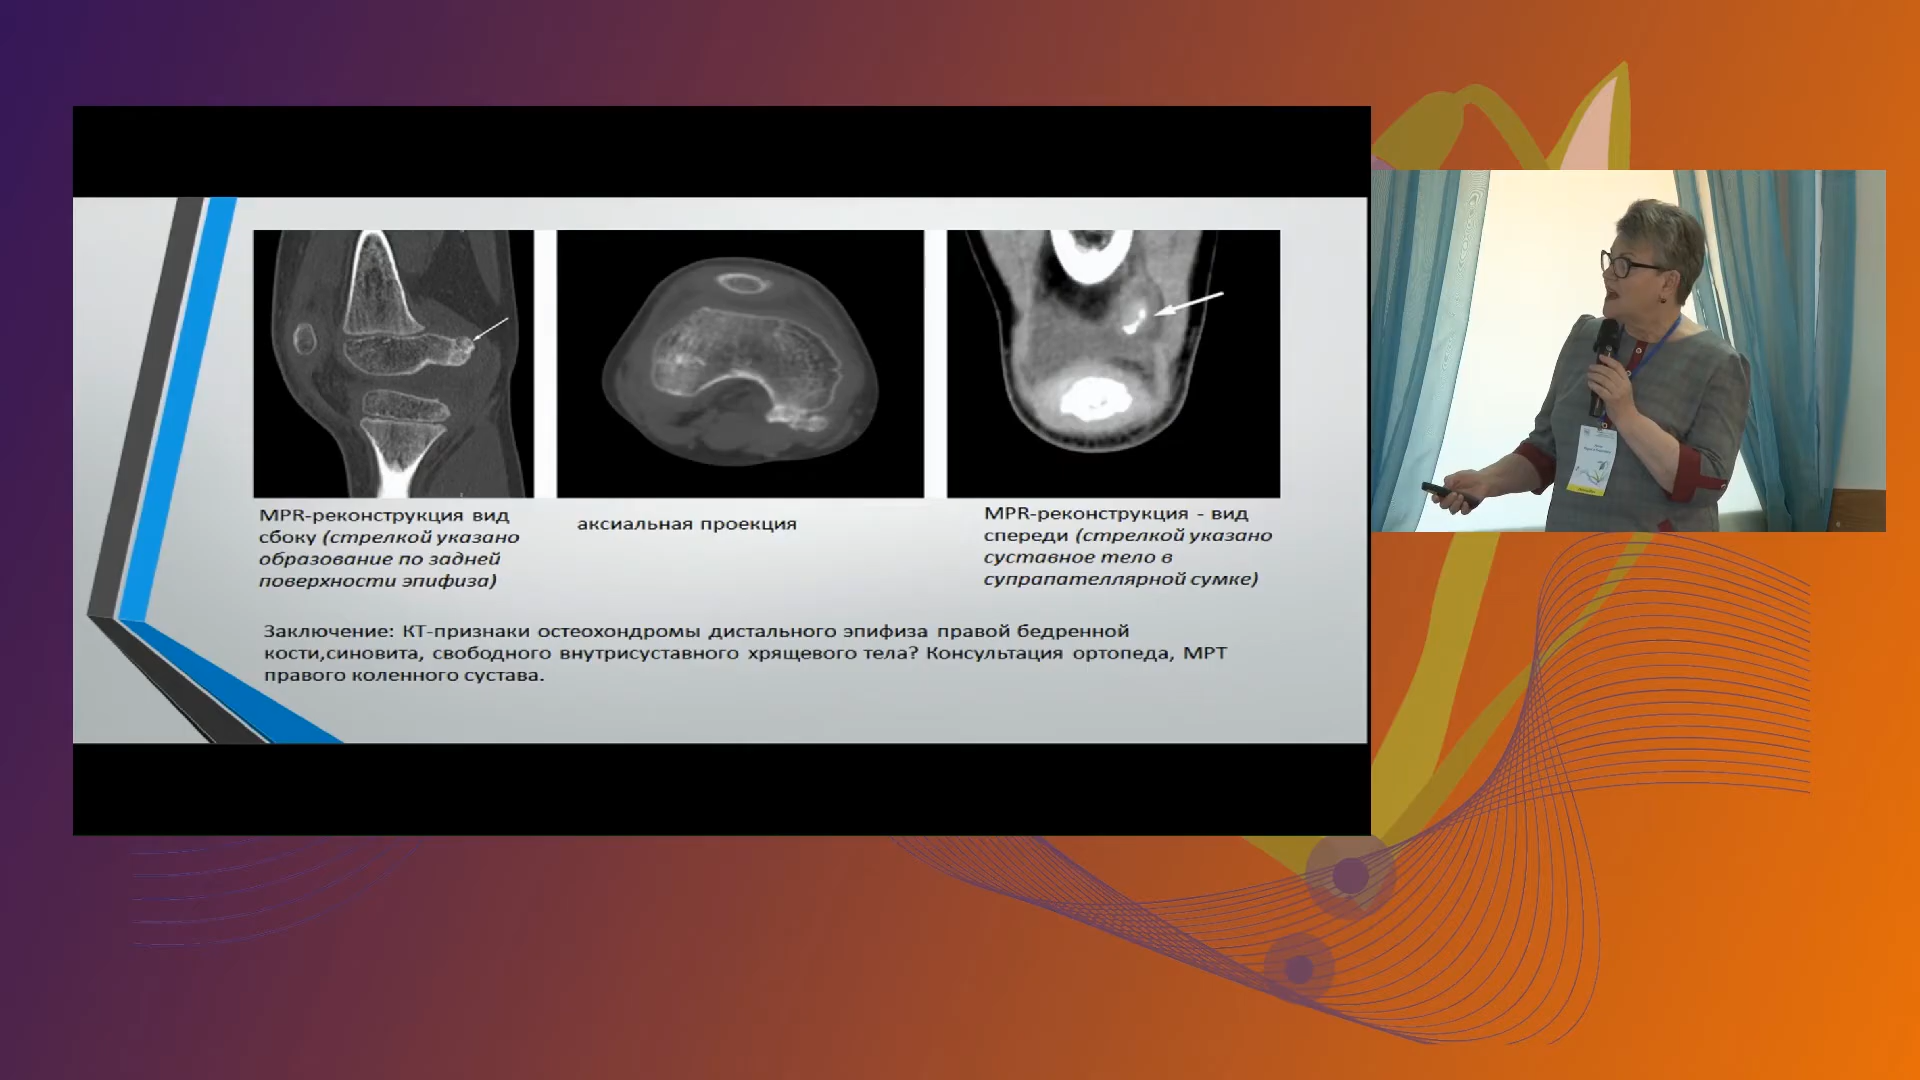 MPR-реконструкция вид
сбоку (стрелкой указано
образование по задней
поверхности эпифиза)
аксиальная проекция
MPR-реконструкция - вид
спереди (стрелкой указано
суставное тело в
супрапателлярной сумке)
Заключение: КТ-признаки остеохондромы дистального эпифиза правой бедренной
кости,синовита, свободного внутрисуставного хрящевого тела? Консультация ортопеда, МРТ
правого коленного сустава.